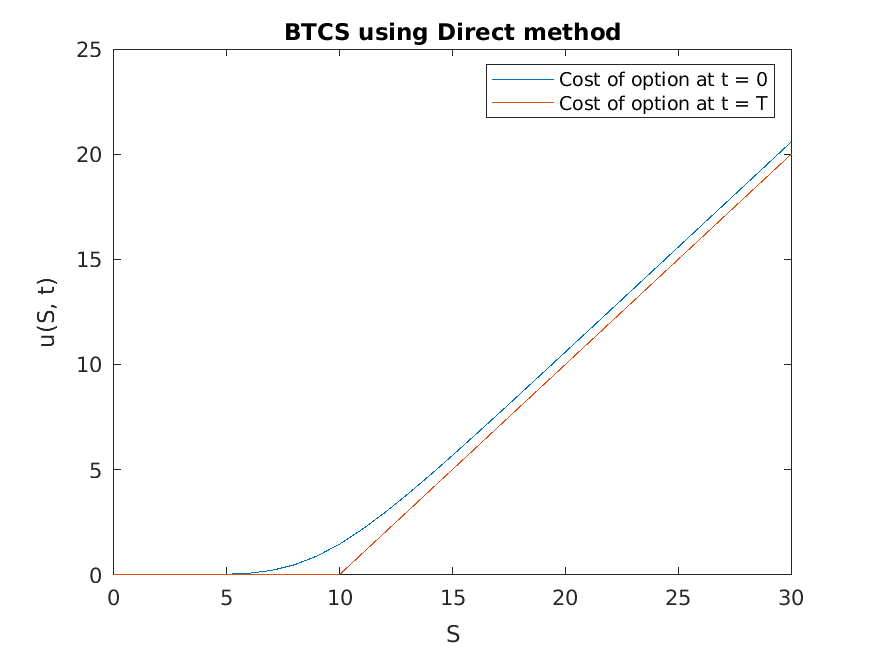 BTCS using Direct method
25
20
15
10
5
0
u(S, t)
Cost of option at t = 0
Cost of option at t = T
0 5 10 15 20 25 30
S